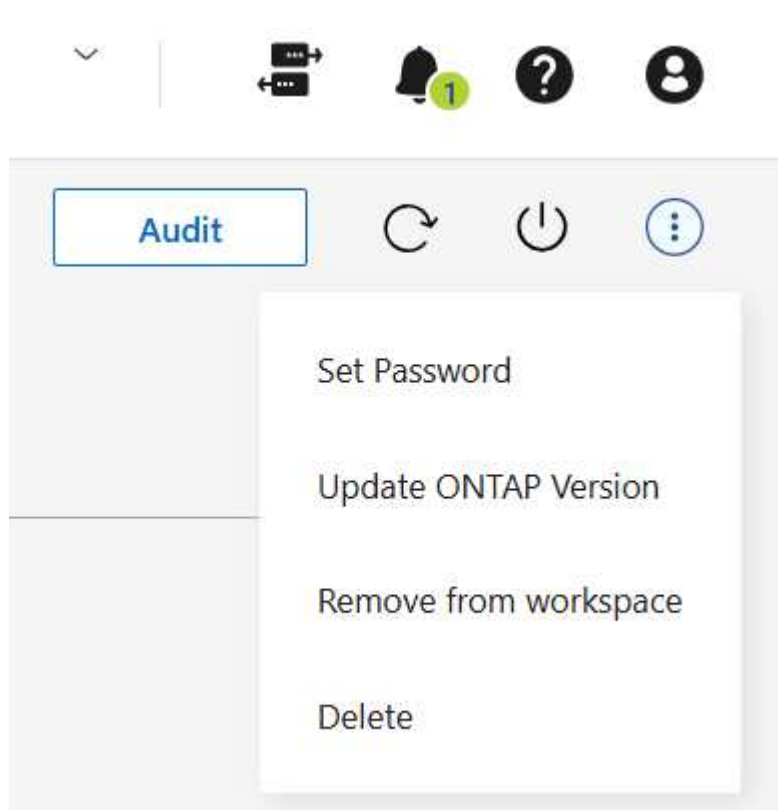 1
Audit
Set Password
Update ONTAP Version
Remove from workspace
Delete